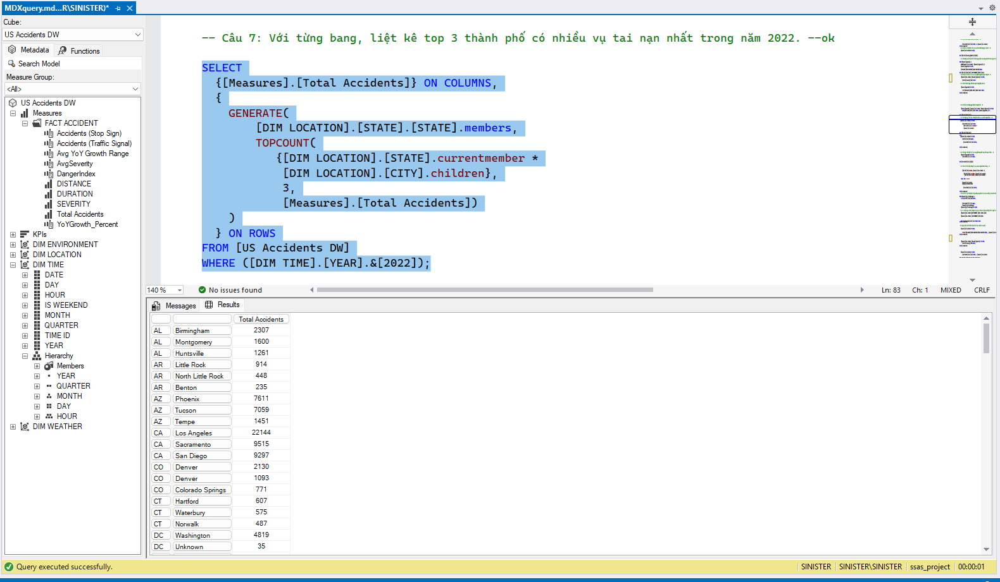 MDXquery.md...R\SINISTER)*
Cube:
US Accidents DW
Metadata
Functions
Search Model
Measure Group:
<All>
US Accidents DW
Measures
FACT ACCIDENT
Accidents (Stop Sign)
Accidents (Traffic Signal)
Avg YoY Growth Range
AvgSeverity
DangerIndex
DISTANCE
DURATION
SEVERITY
Total Accidents
YoYGrowth_Percent
KPIs
DIM ENVIRONMENT
DIM LOCATION
DIM TIME
DATE
DAY
HOUR
IS WEEKEND
MONTH
QUARTER
TIME ID
YEAR
Hierarchy
Members
YEAR
QUARTER
MONTH
DAY
HOUR
DIM WEATHER
-- Câu 7: Với từng bang, liệt kê top 3 thành phố có nhiều vụ tai nạn nhất trong năm 2022. --ok
SELECT
{[Measures].[Total Accidents]} ON COLUMNS,
{
GENERATE(
[DIM LOCATION].[STATE].[STATE].members,
TOPCOUNT(
{[DIM LOCATION].[STATE].currentmember *
[DIM LOCATION].[CITY].children},
3,
[Measures].[Total Accidents])
)
} ON ROWS
FROM [US Accidents DW]
WHERE ([DIM TIME].[YEAR].&[2022]);
140 %
No issues found
Ln: 83
Ch: 1
MIXED
CRLF
Messages
Results
Total Accidents
AL Birmingham 2307
AL Montgomery 1600
AL Huntsville 1261
AR Little Rock 914
AR North Little Rock 448
AR Benton 235
AZ Phoenix 7611
AZ Tucson 7059
AZ Tempe 1451
CA Los Angeles 22144
CA Sacramento 9515
CA San Diego 9297
CO Denver 2130
CO Denver 1093
CO Colorado Springs 771
CT Hartford 607
CT Waterbury 575
CT Norwalk 487
DC Washington 4819
DC Unknown 35
Query executed successfully.
SINISTER
SINISTER\SINISTER
ssas_project
00:00:01